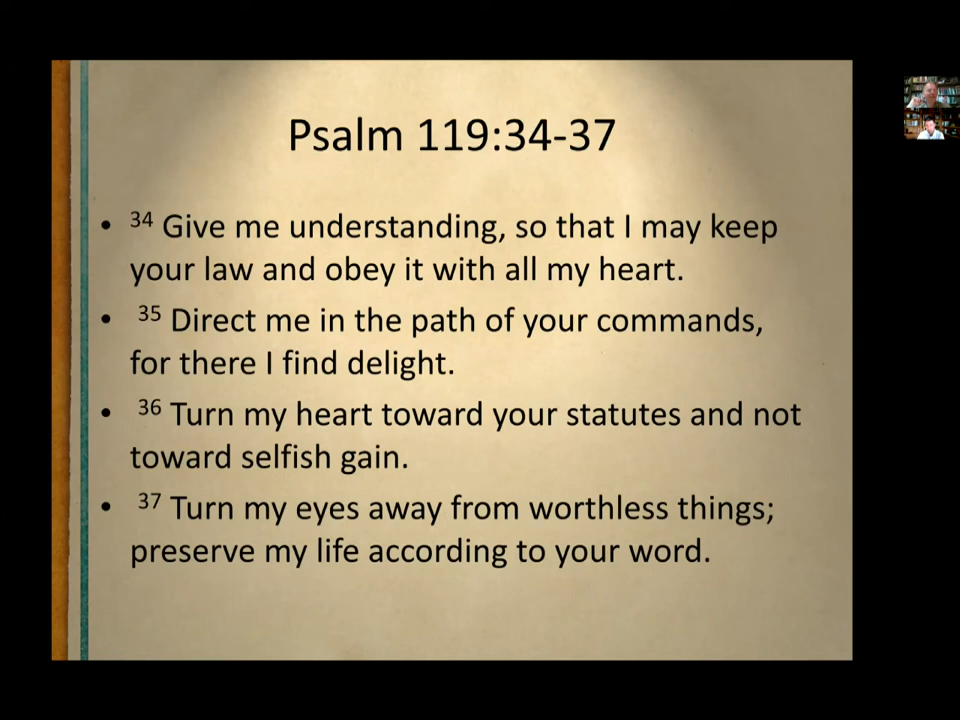 Psalm 119:34-37
• 34 Give me understanding, so that I may keep
your law and obey it with all my heart.
• 35 Direct me in the path of your commands,
for there I find delight.
• 36 Turn my heart toward your statutes and not
toward selfish gain.
• 37 Turn my eyes away from worthless things;
preserve my life according to your word.